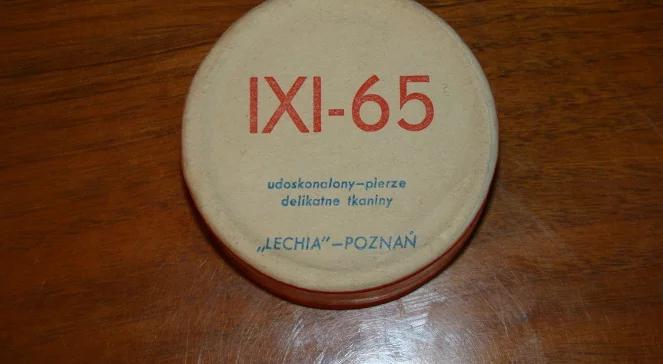 IXI-65
udoskonalony-pierze
delikatne tkaniny
„LECHIA”-POZNAŃ